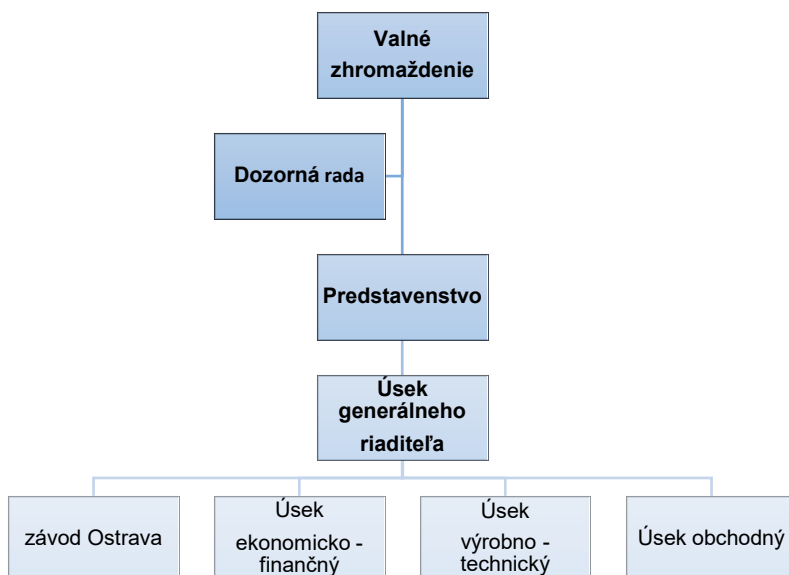 Valné
zhromaždenie
Dozorná rada
Predstavenstvo
Úsek
generálneho
riaditeľa
závod Ostrava
Úsek
ekonomicko -
finančný
Úsek
výrobno -
technický
Úsek obchodný